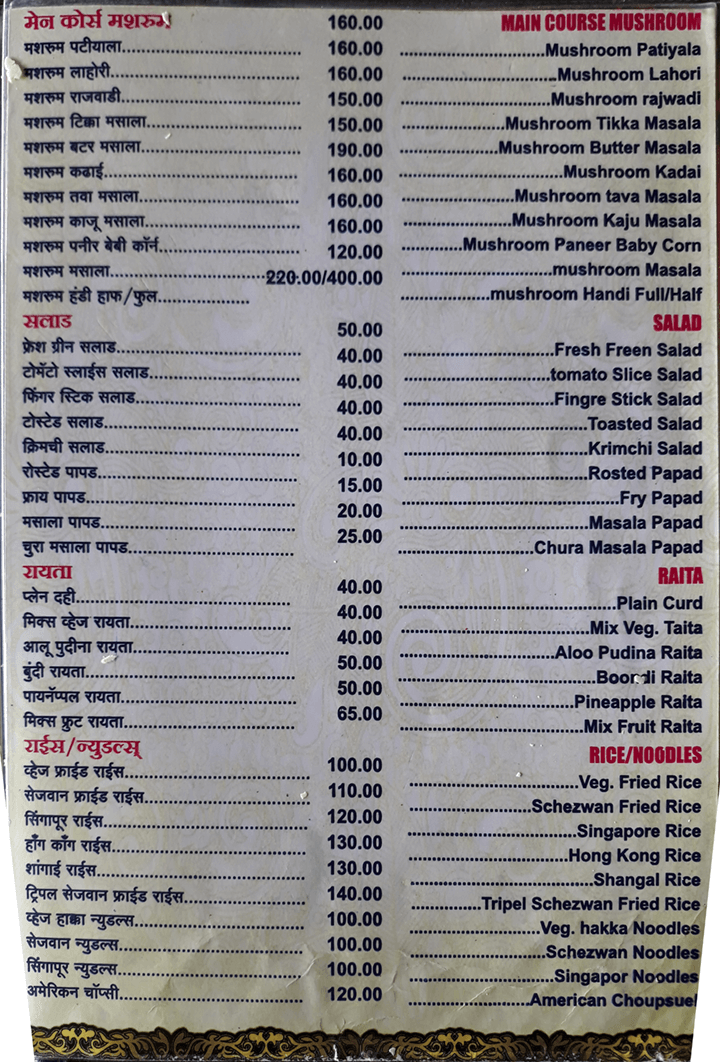 मेन कोर्स मशरुम MAIN COURSE MUSHROOM
मशरुम पटीयाला........ 160.00 ........Mushroom Patiyala
मशरुम लाहोरी........ 160.00 ........Mushroom Lahori
मशरुम राजवाडी........ 160.00 ........Mushroom rajwadi
मशरुम टिक्का मसाला........ 150.00 ........Mushroom Tikka Masala
मशरुम बटर मसाला........ 150.00 ........Mushroom Butter Masala
मशरुम कढाई........ 190.00 ........Mushroom Kadai
मशरुम तवा मसाला........ 160.00 ........Mushroom tava Masala
मशरुम काजू मसाला........ 160.00 ........Mushroom Kaju Masala
मशरुम पनीर बेबी कॉर्न........ 160.00 ........Mushroom Paneer Baby Corn
मशरुम मसाला........ 120.00 ........mushroom Masala
मशरुम हंडी हाफ/फुल........ 220.00/400.00 ........mushroom Handi Full/Half
सलाड SALAD
फ्रेश ग्रीन सलाड........ 50.00 ........Fresh Freen Salad
टोमॅटो स्लाईस सलाड........ 40.00 ........tomato Slice Salad
फिंगर स्टिक सलाड........ 40.00 ........Fingre Stick Salad
टोस्टेड सलाड........ 40.00 ........Toasted Salad
क्रिमची सलाड........ 40.00 ........Krimchi Salad
रोस्टेड पापड........ 10.00 ........Rosted Papad
फ्राय पापड........ 15.00 ........Fry Papad
मसाला पापड........ 20.00 ........Masala Papad
चुरा मसाला पापड........ 25.00 ........Chura Masala Papad
रायता RAITA
प्लेन दही........ 40.00 ........Plain Curd
मिक्स व्हेज रायता........ 40.00 ........Mix Veg. Taita
आलू पुदीना रायता........ 40.00 ........Aloo Pudina Raita
बुंदी रायता........ 50.00 ........Boondi Raita
पायनॅप्पल रायता........ 50.00 ........Pineapple Raita
मिक्स फ्रुट रायता........ 65.00 ........Mix Fruit Raita
राईस/न्युडल्स् RICE/NOODLES
व्हेज फ्राईड राईस........ 100.00 ........Veg. Fried Rice
सेजवान फ्राईड राईस........ 110.00 ........Schezwan Fried Rice
सिंगापूर राईस........ 120.00 ........Singapore Rice
हाँग काँग राईस........ 130.00 ........Hong Kong Rice
शांगाई राईस........ 130.00 ........Shangal Rice
ट्रिपल सेजवान फ्राईड राईस........ 140.00 ........Tripel Schezwan Fried Rice
व्हेज हाक्का न्युडल्स........ 100.00 ........Veg. hakka Noodles
सेजवान न्युडल्स........ 100.00 ........Schezwan Noodles
सिंगापूर न्युडल्स........ 100.00 ........Singapor Noodles
अमेरिकन चॉप्सी........ 120.00 ........American Choupsuel